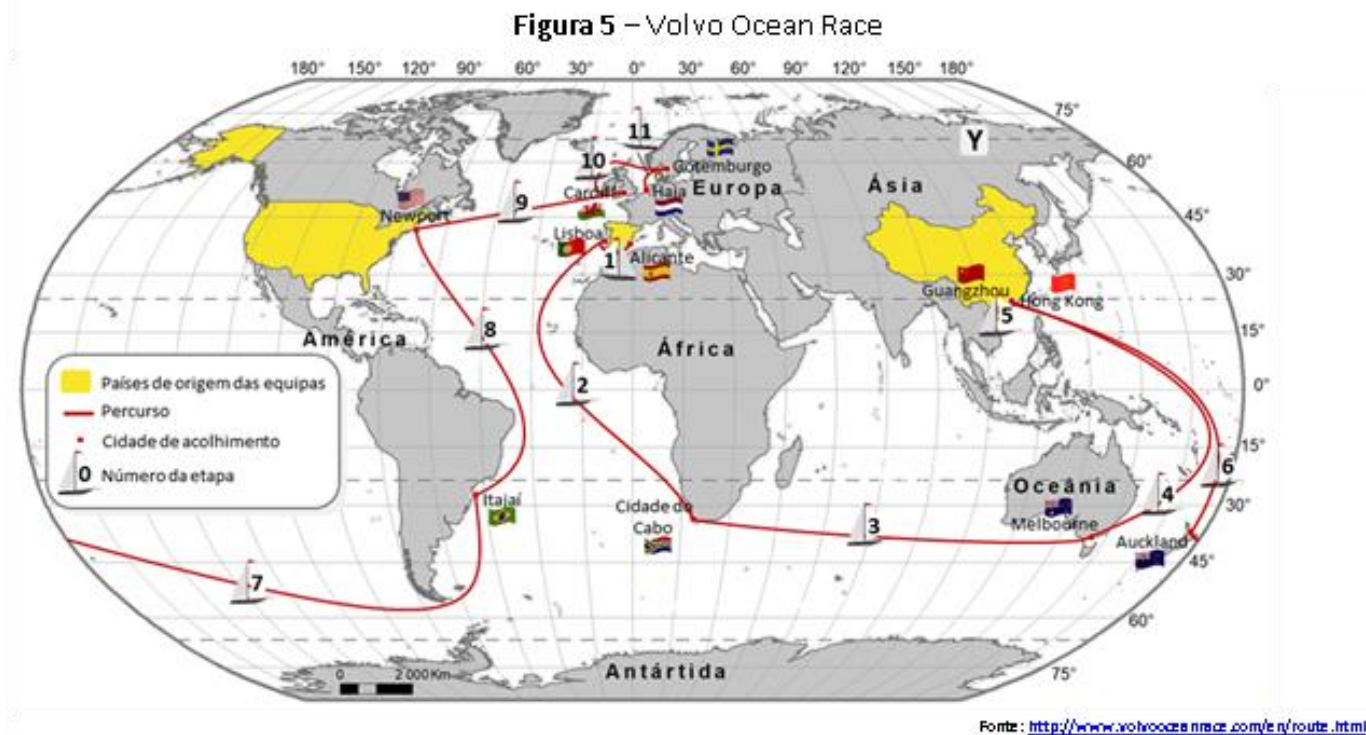 Figura 5 – Volvo Ocean Race
180° 150° 120° 90° 60° 30° 0° 30° 60° 90° 120° 150° 180°
75°
11
Y
60°
10
Gotemburgo
Cardiff
Haia
Europa
Ásia
9
Newport
45°
Lisboa
1
Alicante
30°
Guangzhou
Hong Kong
5
8
América
15°
África
Países de origem das equipas
2
0°
Percurso
Cidade de acolhimento
15°
0
Número da etapa
6
Oceânia
4
Itajaí
Cidade do
Cabo
30°
3
Melbourne
Auckland
45°
7
60°
Antártida
75°
0 2 000 Km
Fonte: http://www.volvooceanrace.com/en/route.html